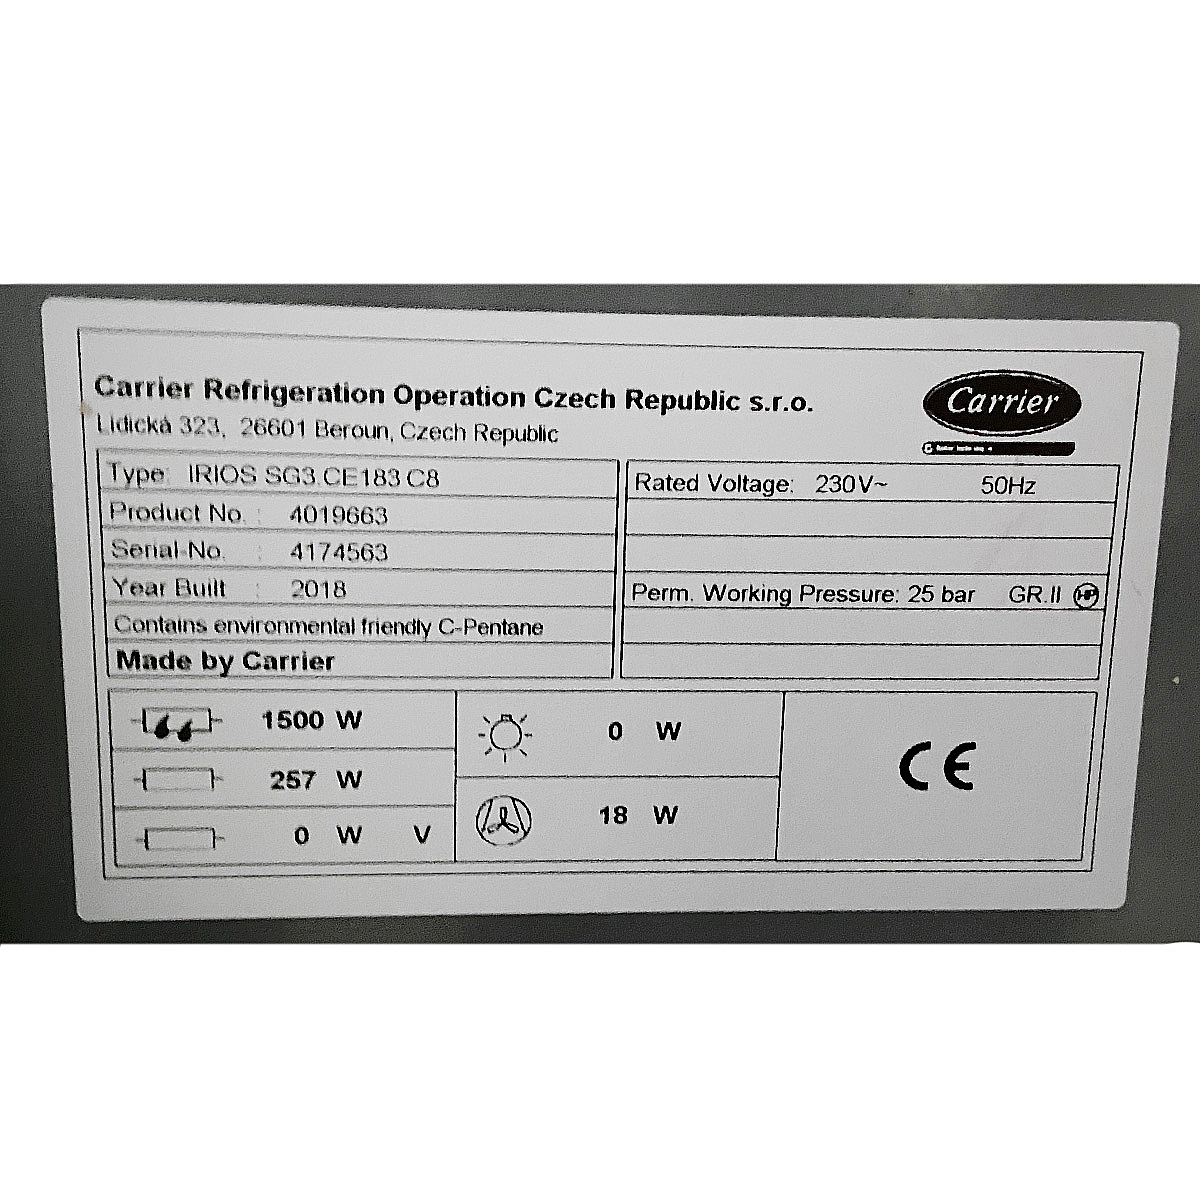 Carrier Refrigeration Operation Czech Republic s.r.o.
Lidická 323, 26601 Beroun, Czech Republic
Carrier
Type: IRIOS SG3.CE183 C8
Product No. : 4019663
Serial-No. : 4174563
Year Built : 2018
Contains environmental friendly C-Pentane
Made by Carrier
Rated Voltage: 230V~ 50Hz
Perm. Working Pressure: 25 bar GR.II HP
1500 W
257 W
0 W V
0 W
18 W
CE